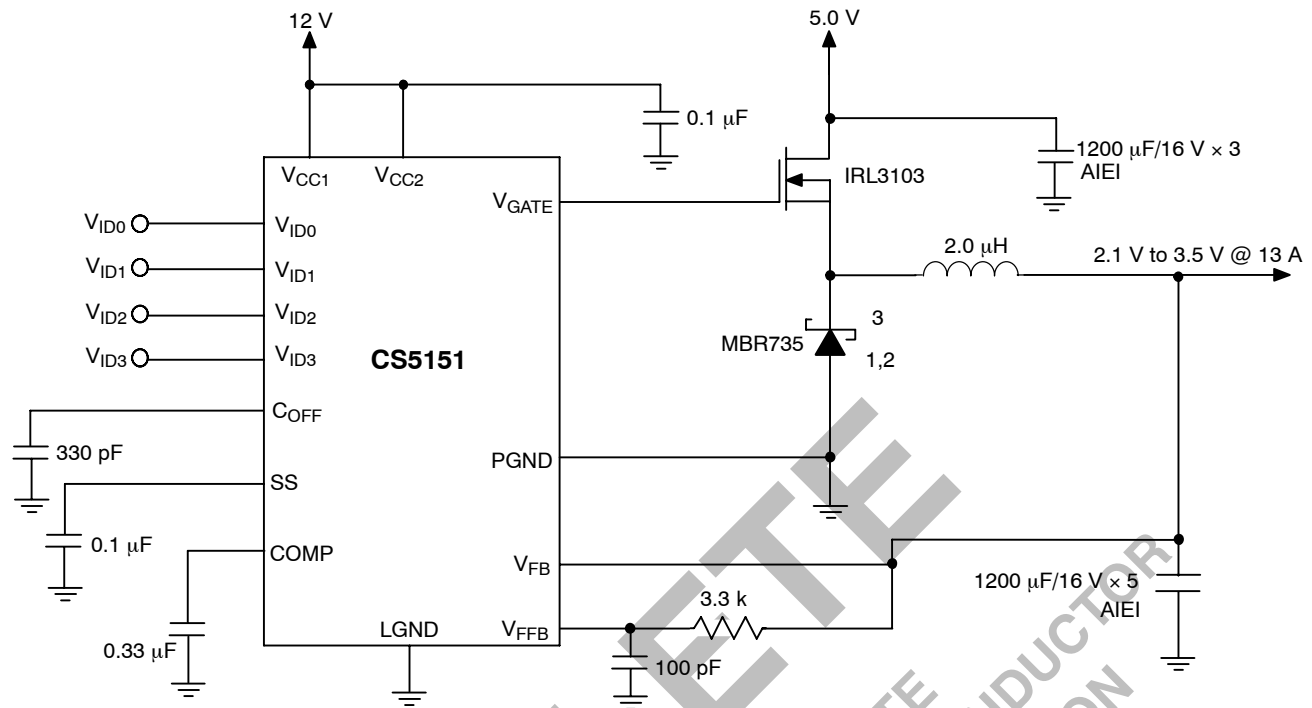 12 V
5.0 V
0.1 μF
1200 μF/16 V × 3
AIEI
VCC1
VCC2
IRL3103
VGATE
VID0
VID0
VID1
VID1
VID2
VID2
VID3
VID3
2.0 μH
2.1 V to 3.5 V @ 13 A
3
MBR735
1,2
CS5151
COFF
330 pF
PGND
SS
0.1 μF
COMP
VFB
1200 μF/16 V × 5
AIEI
3.3 k
LGND
VFFB
0.33 μF
100 pF